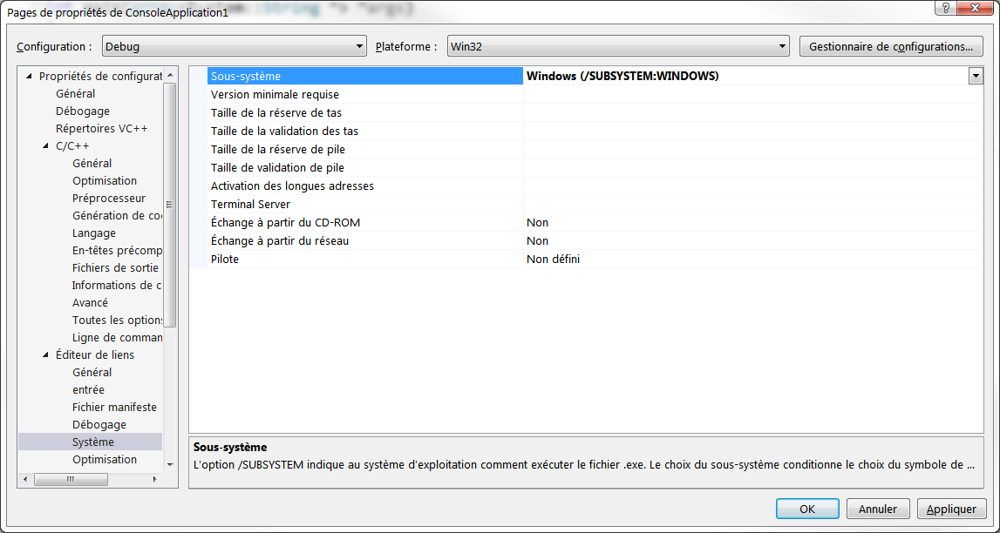 Pages de propriétés de ConsoleApplication1
Configuration : Debug Plateforme : Win32 Gestionnaire de configurations...
Propriétés de configurat
Général
Débogage
Répertoires VC++
C/C++
Général
Optimisation
Préprocesseur
Génération de co
Langage
En-têtes précomp
Fichiers de sortie
Informations de c
Avancé
Toutes les option
Ligne de comman
Éditeur de liens
Général
entrée
Fichier manifeste
Débogage
Système
Optimisation
Sous-système Windows (/SUBSYSTEM:WINDOWS)
Version minimale requise
Taille de la réserve de tas
Taille de la validation des tas
Taille de la réserve de pile
Taille de validation de pile
Activation des longues adresses
Terminal Server
Échange à partir du CD-ROM Non
Échange à partir du réseau Non
Pilote Non défini
Sous-système
L'option /SUBSYSTEM indique au système d'exploitation comment exécuter le fichier .exe. Le choix du sous-système conditionne le choix du symbole de ...
OK Annuler Appliquer